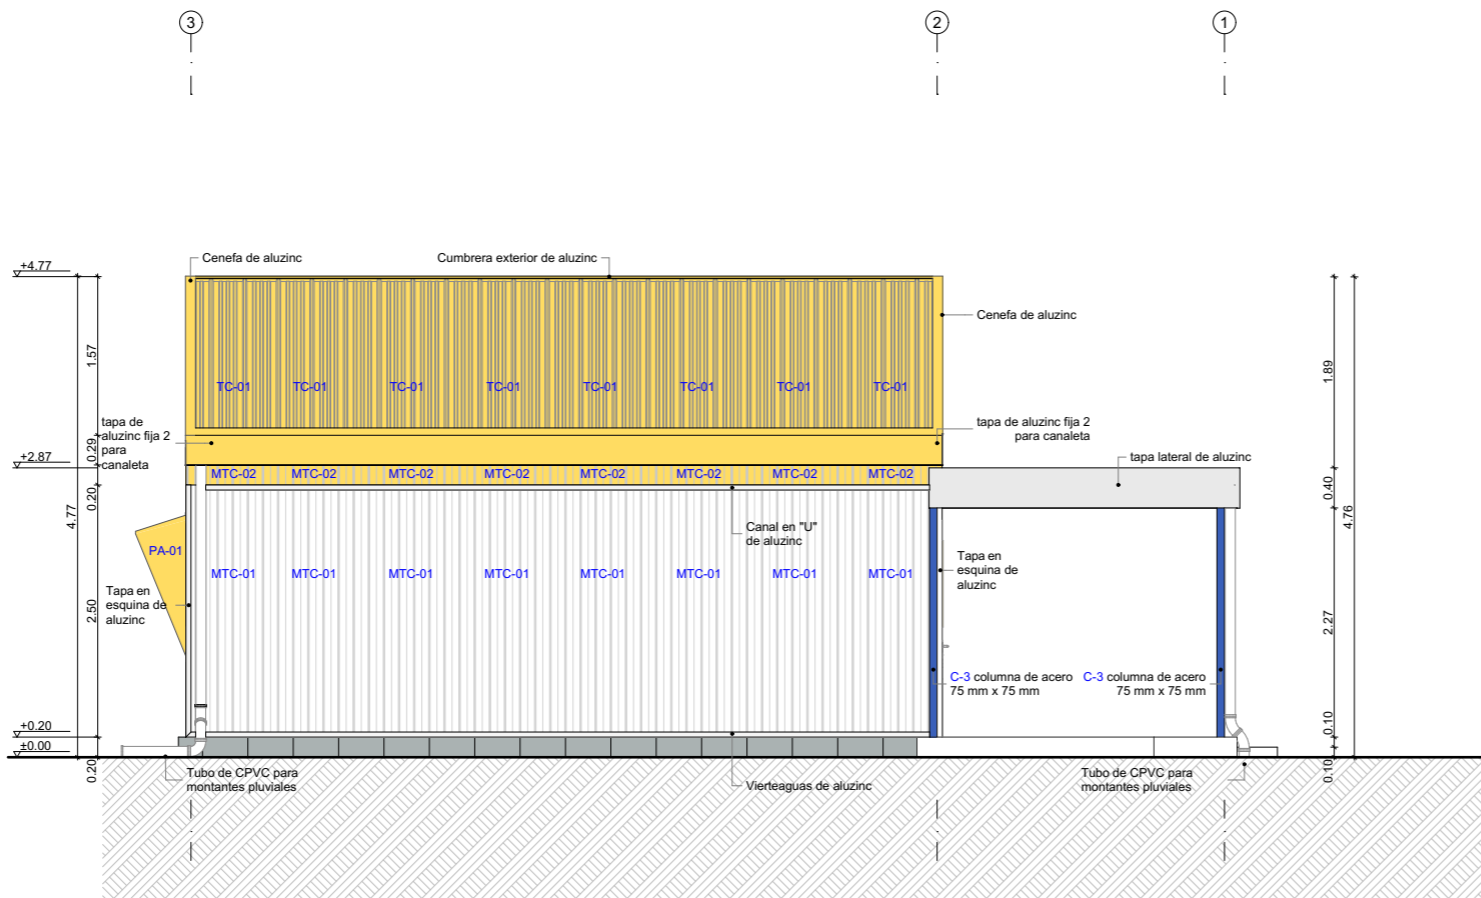 3
2
1
+4.77
Cenefa de aluzinc
Cumbrera exterior de aluzinc
Cenefa de aluzinc
1.57
1.89
TC-01 TC-01 TC-01 TC-01 TC-01 TC-01 TC-01 TC-01
tapa de
aluzinc fija 2
para
canaleta
tapa de aluzinc fija 2
para canaleta
0.29
+2.87
tapa lateral de aluzinc
MTC-02 MTC-02 MTC-02 MTC-02 MTC-02 MTC-02 MTC-02 MTC-02
0.20
0.40
4.77
4.76
Canal en "U"
de aluzinc
PA-01
MTC-01 MTC-01 MTC-01 MTC-01 MTC-01 MTC-01 MTC-01 MTC-01
Tapa en
esquina de
aluzinc
Tapa en
esquina de
aluzinc
2.50
2.27
C-3 columna de acero
75 mm x 75 mm
C-3 columna de acero
75 mm x 75 mm
+0.20
±0.00
0.20
0.10
0.10
Tubo de CPVC para
montantes pluviales
Vierteaguas de aluzinc
Tubo de CPVC para
montantes pluviales